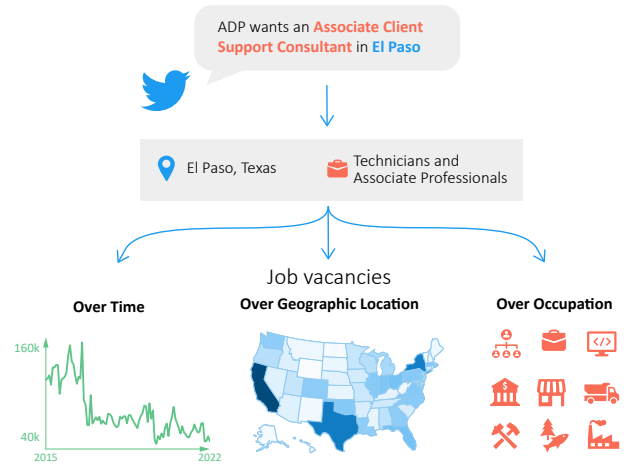 ADP wants an Associate Client
Support Consultant in El Paso
El Paso, Texas
Technicians and
Associate Professionals
Job vacancies
Over Time
Over Geographic Location
Over Occupation
160k
40k
2015
2022
</>
$